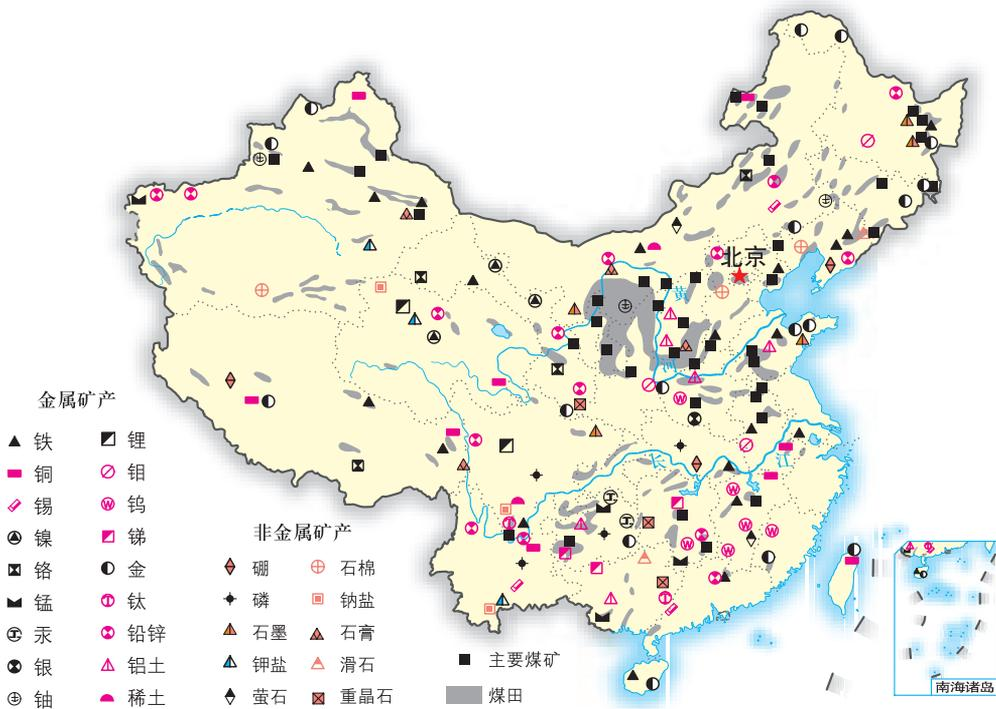 北京
黄
河
长
江
金属矿产
铁
锂
铜
钼
锡
钨
镍
锑
铬
金
锰
钛
汞
铅锌
银
铝土
铀
稀土
非金属矿产
硼
石棉
磷
钠盐
石墨
石膏
钾盐
滑石
萤石
重晶石
主要煤矿
煤田
南海诸岛